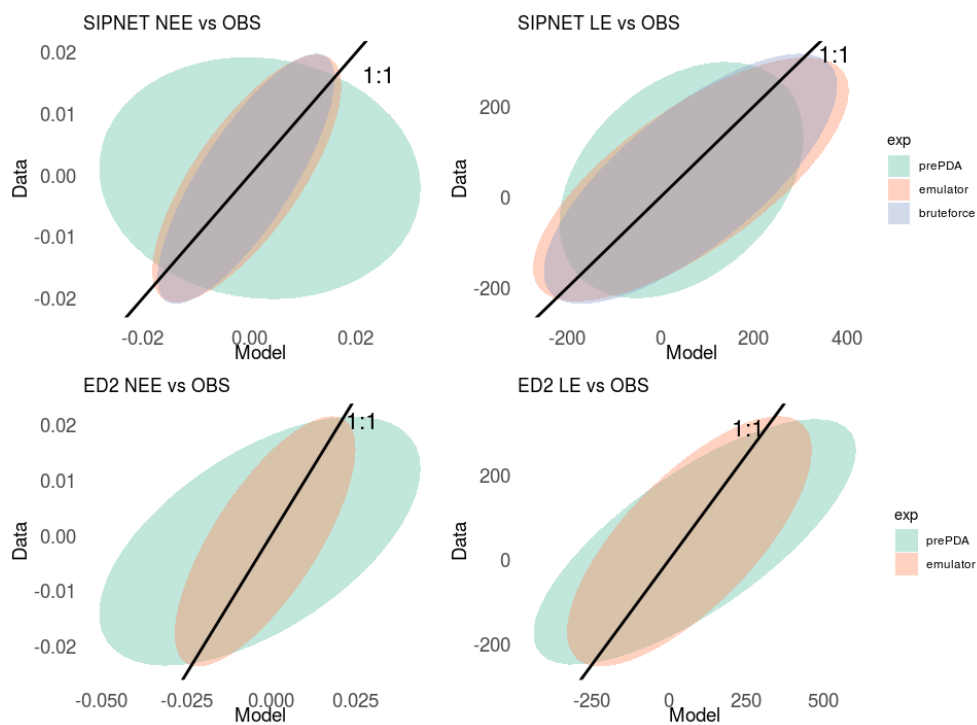 SIPNET NEE vs OBS
0.02
0.01
0.00
-0.01
-0.02
Data
1:1
-0.02
0.00
0.02
Model
SIPNET LE vs OBS
200
0
-200
Data
1:1
-200
0
200
400
Model
exp
prePDA
emulator
bruteforce
ED2 NEE vs OBS
0.02
0.01
0.00
-0.01
-0.02
Data
1:1
-0.050
-0.025
0.000
0.025
Model
ED2 LE vs OBS
200
0
-200
Data
1:1
-250
0
250
500
Model
exp
prePDA
emulator